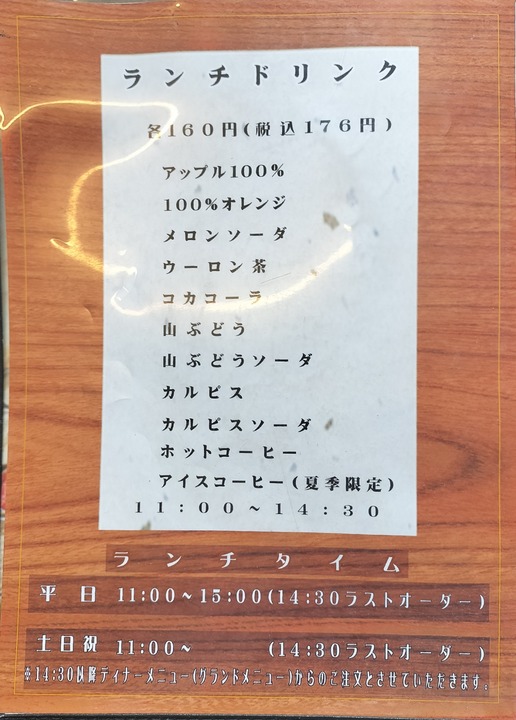 ランチドリンク
各160円(税込176円)
アップル100%
100%オレンジ
メロンソーダ
ウーロン茶
コカコーラ
山ぶどう
山ぶどうソーダ
カルピス
カルピスソーダ
ホットコーヒー
アイスコーヒー(夏季限定)
11:00~14:30
ランチタイム
平日 11:00~15:00(14:30ラストオーダー)
土日祝 11:00~ (14:30ラストオーダー)
※14:30以降ディナーメニュー(グランドメニュー)からのご注文とさせていただきます。